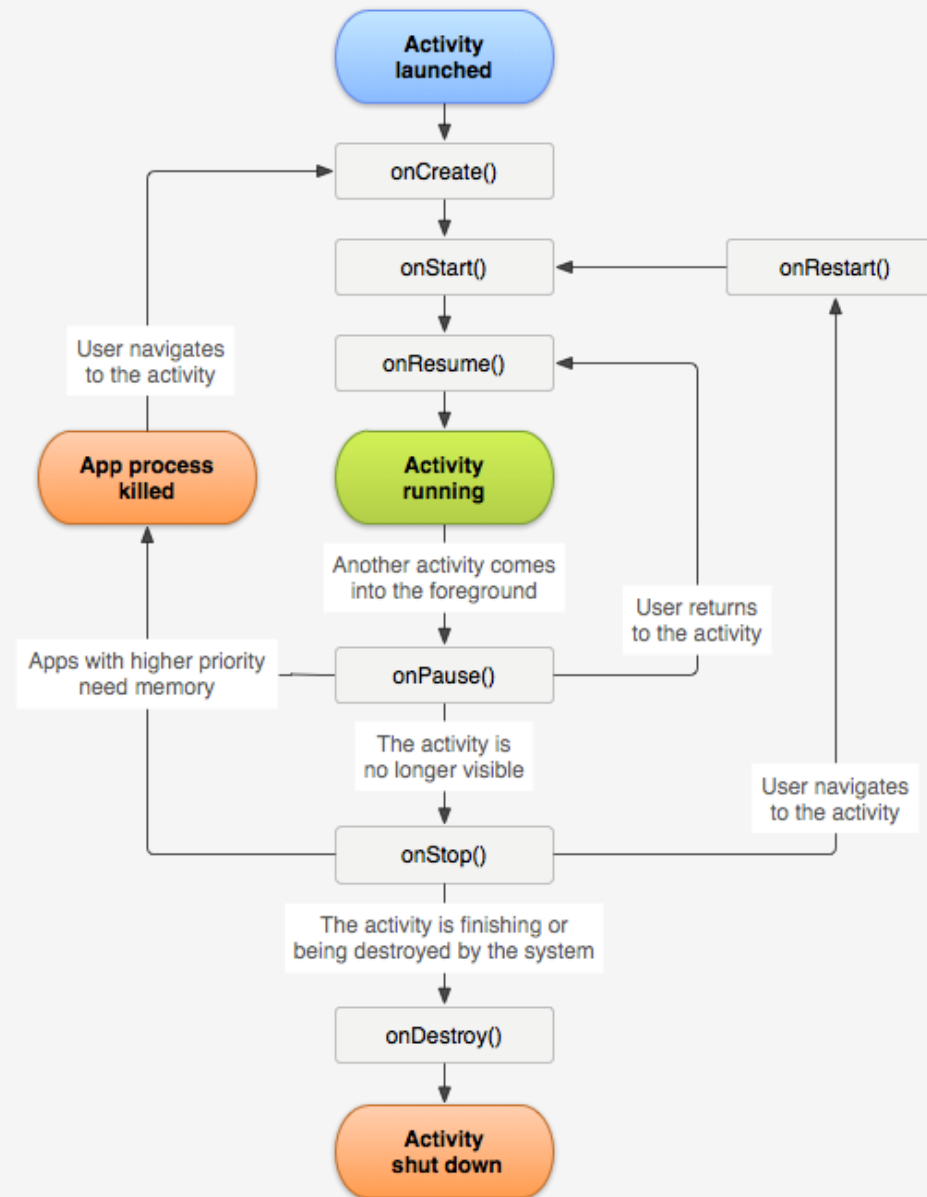 Activity
launched
onCreate()
onStart()
onRestart()
User navigates
to the activity
onResume()
App process
killed
Activity
running
Another activity comes
into the foreground
User returns
to the activity
Apps with higher priority
need memory
onPause()
The activity is
no longer visible
User navigates
to the activity
onStop()
The activity is finishing or
being destroyed by the system
onDestroy()
Activity
shut down